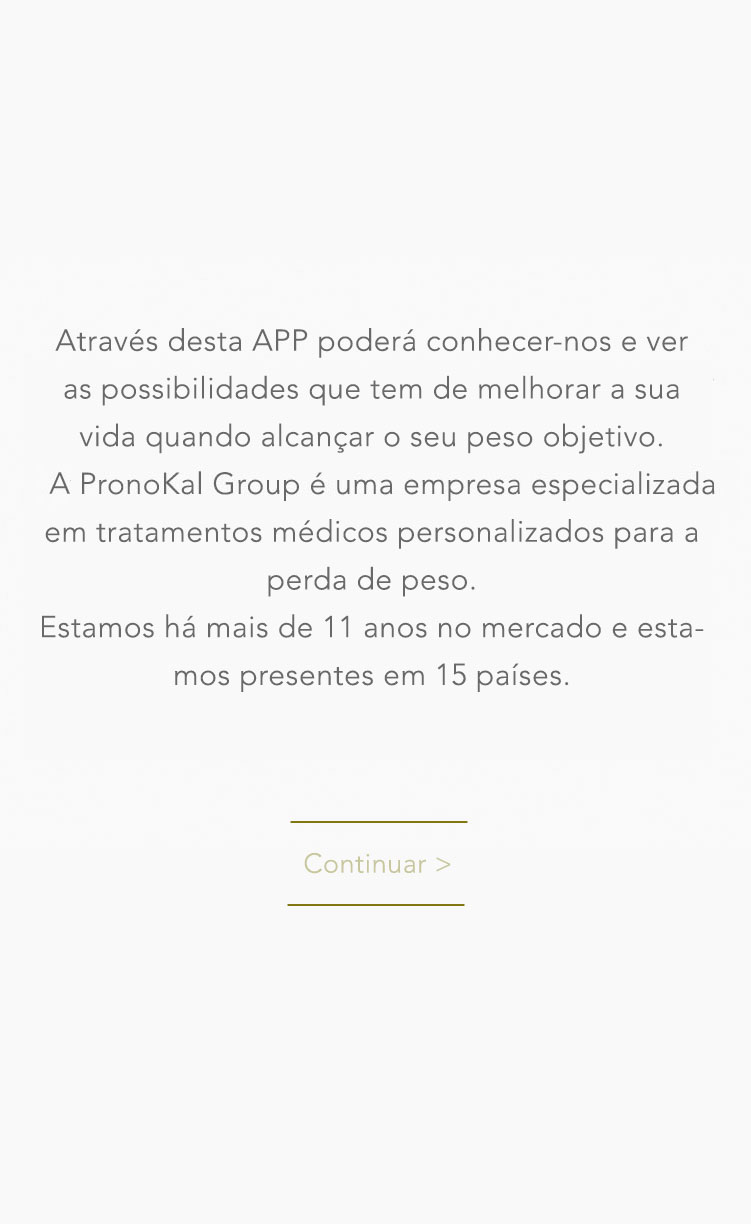 Através desta APP poderá conhecer-nos e ver
as possibilidades que tem de melhorar a sua
vida quando alcançar o seu peso objetivo.
A PronoKal Group é uma empresa especializada
em tratamentos médicos personalizados para a
perda de peso.
Estamos há mais de 11 anos no mercado e esta-
mos presentes em 15 países.
Continuar >